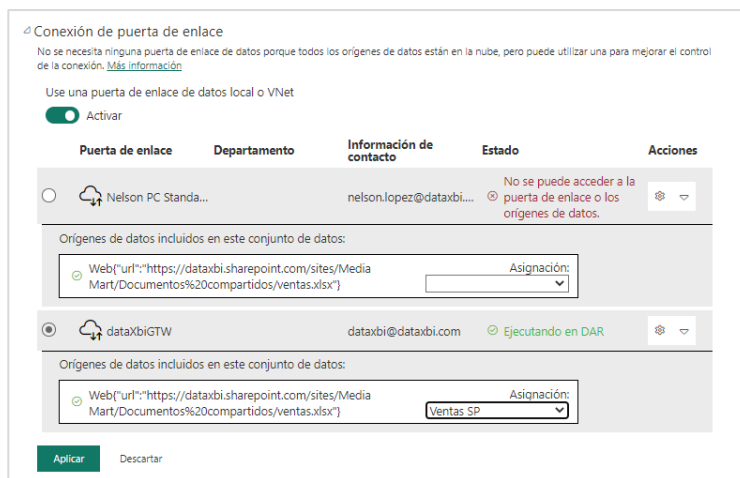 Conexión de puerta de enlace
No se necesita ninguna puerta de enlace de datos porque todos los orígenes de datos están en la nube, pero puede utilizar una para mejorar el control
de la conexión. Más información
Use una puerta de enlace de datos local o VNet
Activar
Puerta de enlace Departamento Información de contacto Estado Acciones
Nelson PC Standa... nelson.lopez@dataxbi.... No se puede acceder a la
puerta de enlace o los
orígenes de datos.
Orígenes de datos incluidos en este conjunto de datos:
Web{"url":"https://dataxbi.sharepoint.com/sites/Media Asignación:
Mart/Documentos%20compartidos/ventas.xlsx"}
dataXbiGTW dataxbi@dataxbi.com Ejecutando en DAR
Orígenes de datos incluidos en este conjunto de datos:
Web{"url":"https://dataxbi.sharepoint.com/sites/Media Asignación:
Mart/Documentos%20compartidos/ventas.xlsx"} Ventas SP
Aplicar Descartar